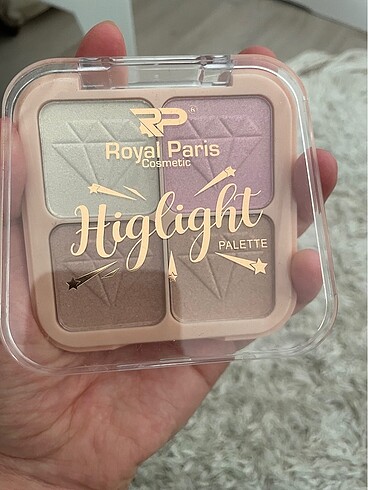 RP®
Royal Paris
Cosmetic
Higlight
PALETTE